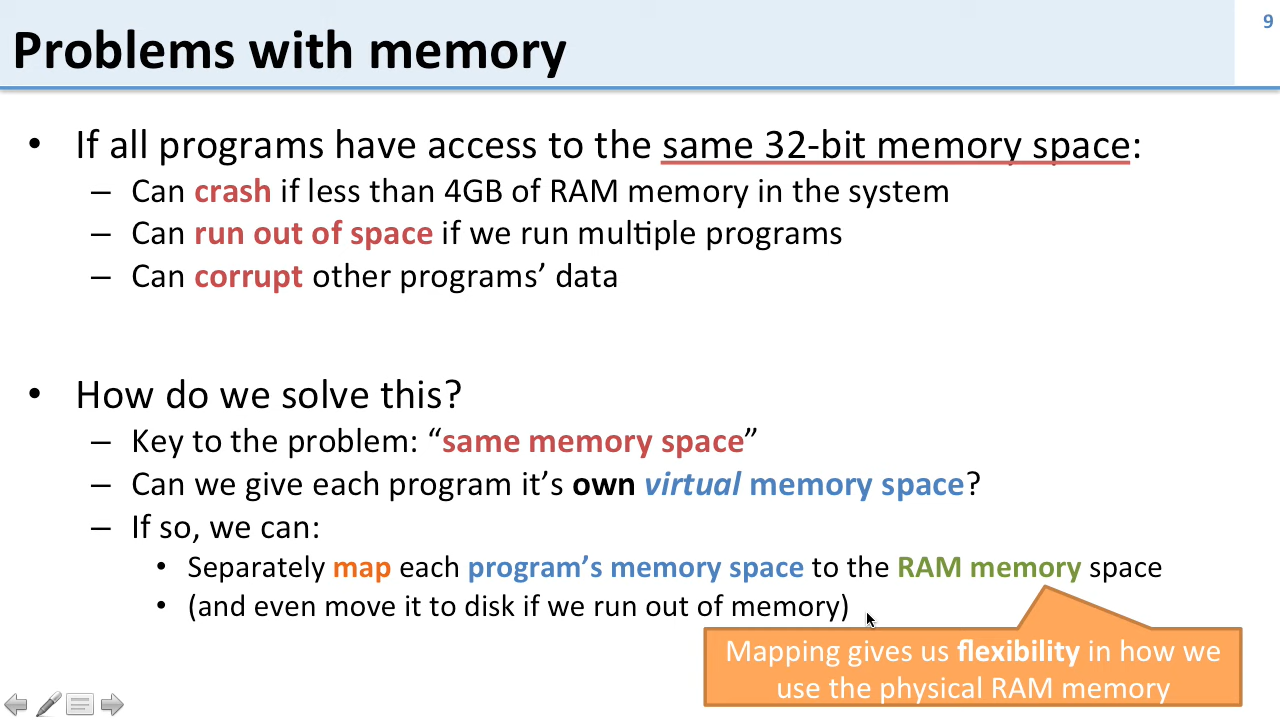 9
Problems with memory
• If all programs have access to the same 32-bit memory space:
– Can crash if less than 4GB of RAM memory in the system
– Can run out of space if we run multiple programs
– Can corrupt other programs’ data
• How do we solve this?
– Key to the problem: “same memory space”
– Can we give each program it’s own virtual memory space?
– If so, we can:
• Separately map each program’s memory space to the RAM memory space
• (and even move it to disk if we run out of memory)
Mapping gives us flexibility in how we
use the physical RAM memory